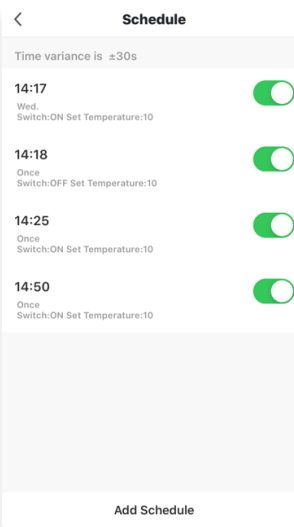 Schedule
Time variance is ±30s
14:17
Wed.
Switch:ON Set Temperature:10
14:18
Once
Switch:OFF Set Temperature:10
14:25
Once
Switch:ON Set Temperature:10
14:50
Once
Switch:ON Set Temperature:10
Add Schedule